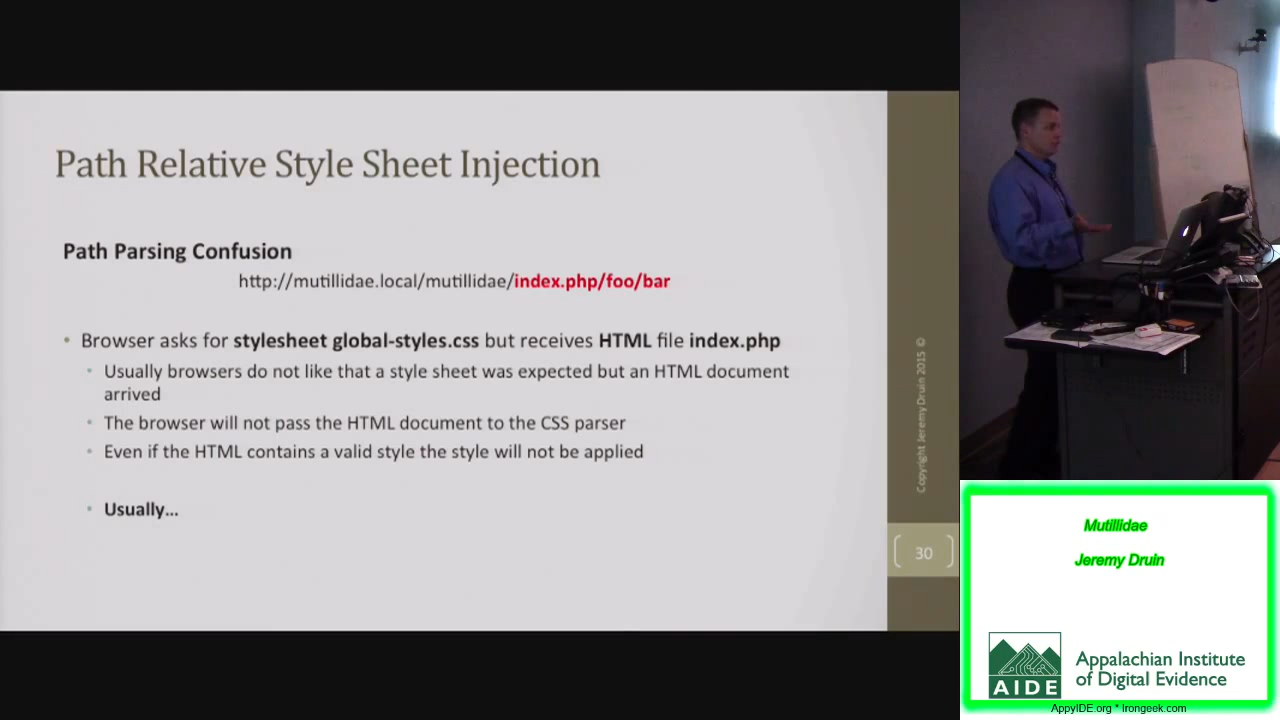 Path Relative Style Sheet Injection
Path Parsing Confusion
http://mutillidae.local/mutillidae/index.php/foo/bar
• Browser asks for stylesheet global-styles.css but receives HTML file index.php
• Usually browsers do not like that a style sheet was expected but an HTML document
arrived
• The browser will not pass the HTML document to the CSS parser
• Even if the HTML contains a valid style the style will not be applied
• Usually...
Copyright Jeremy Druin 2015 ©
30
Mutillidae
Jeremy Druin
AIDE
Appalachian Institute
of Digital Evidence
AppyIDE.org * Irongeek.com